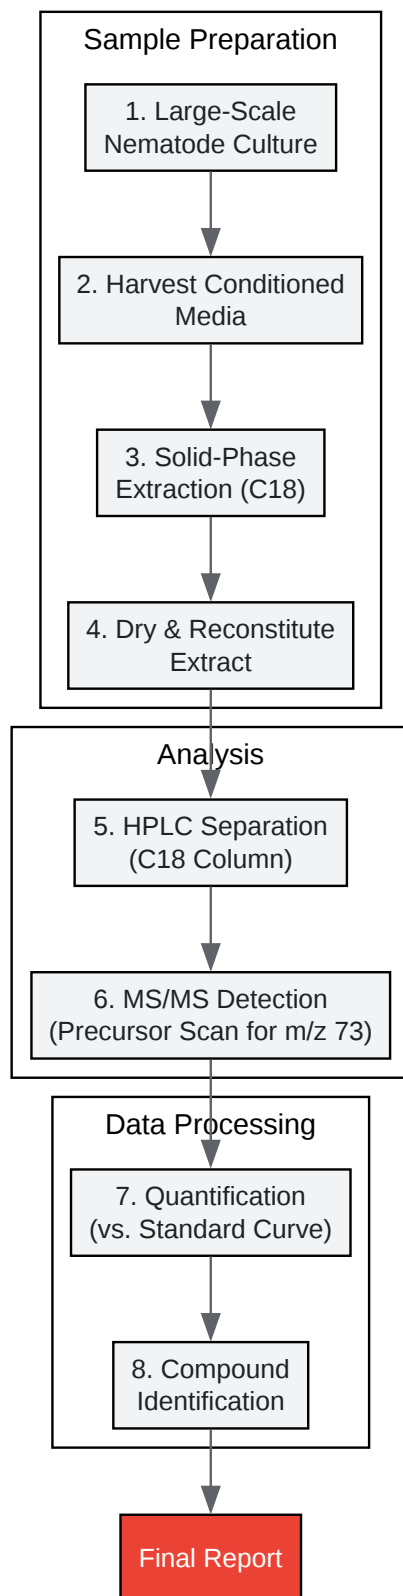 Sample Preparation
1. Large-Scale
Nematode Culture
2. Harvest Conditioned
Media
3. Solid-Phase
Extraction (C18)
4. Dry & Reconstitute
Extract
Analysis
5. HPLC Separation
(C18 Column)
6. MS/MS Detection
(Precursor Scan for m/z 73)
Data Processing
7. Quantification
(vs. Standard Curve)
8. Compound
Identification
Final Report